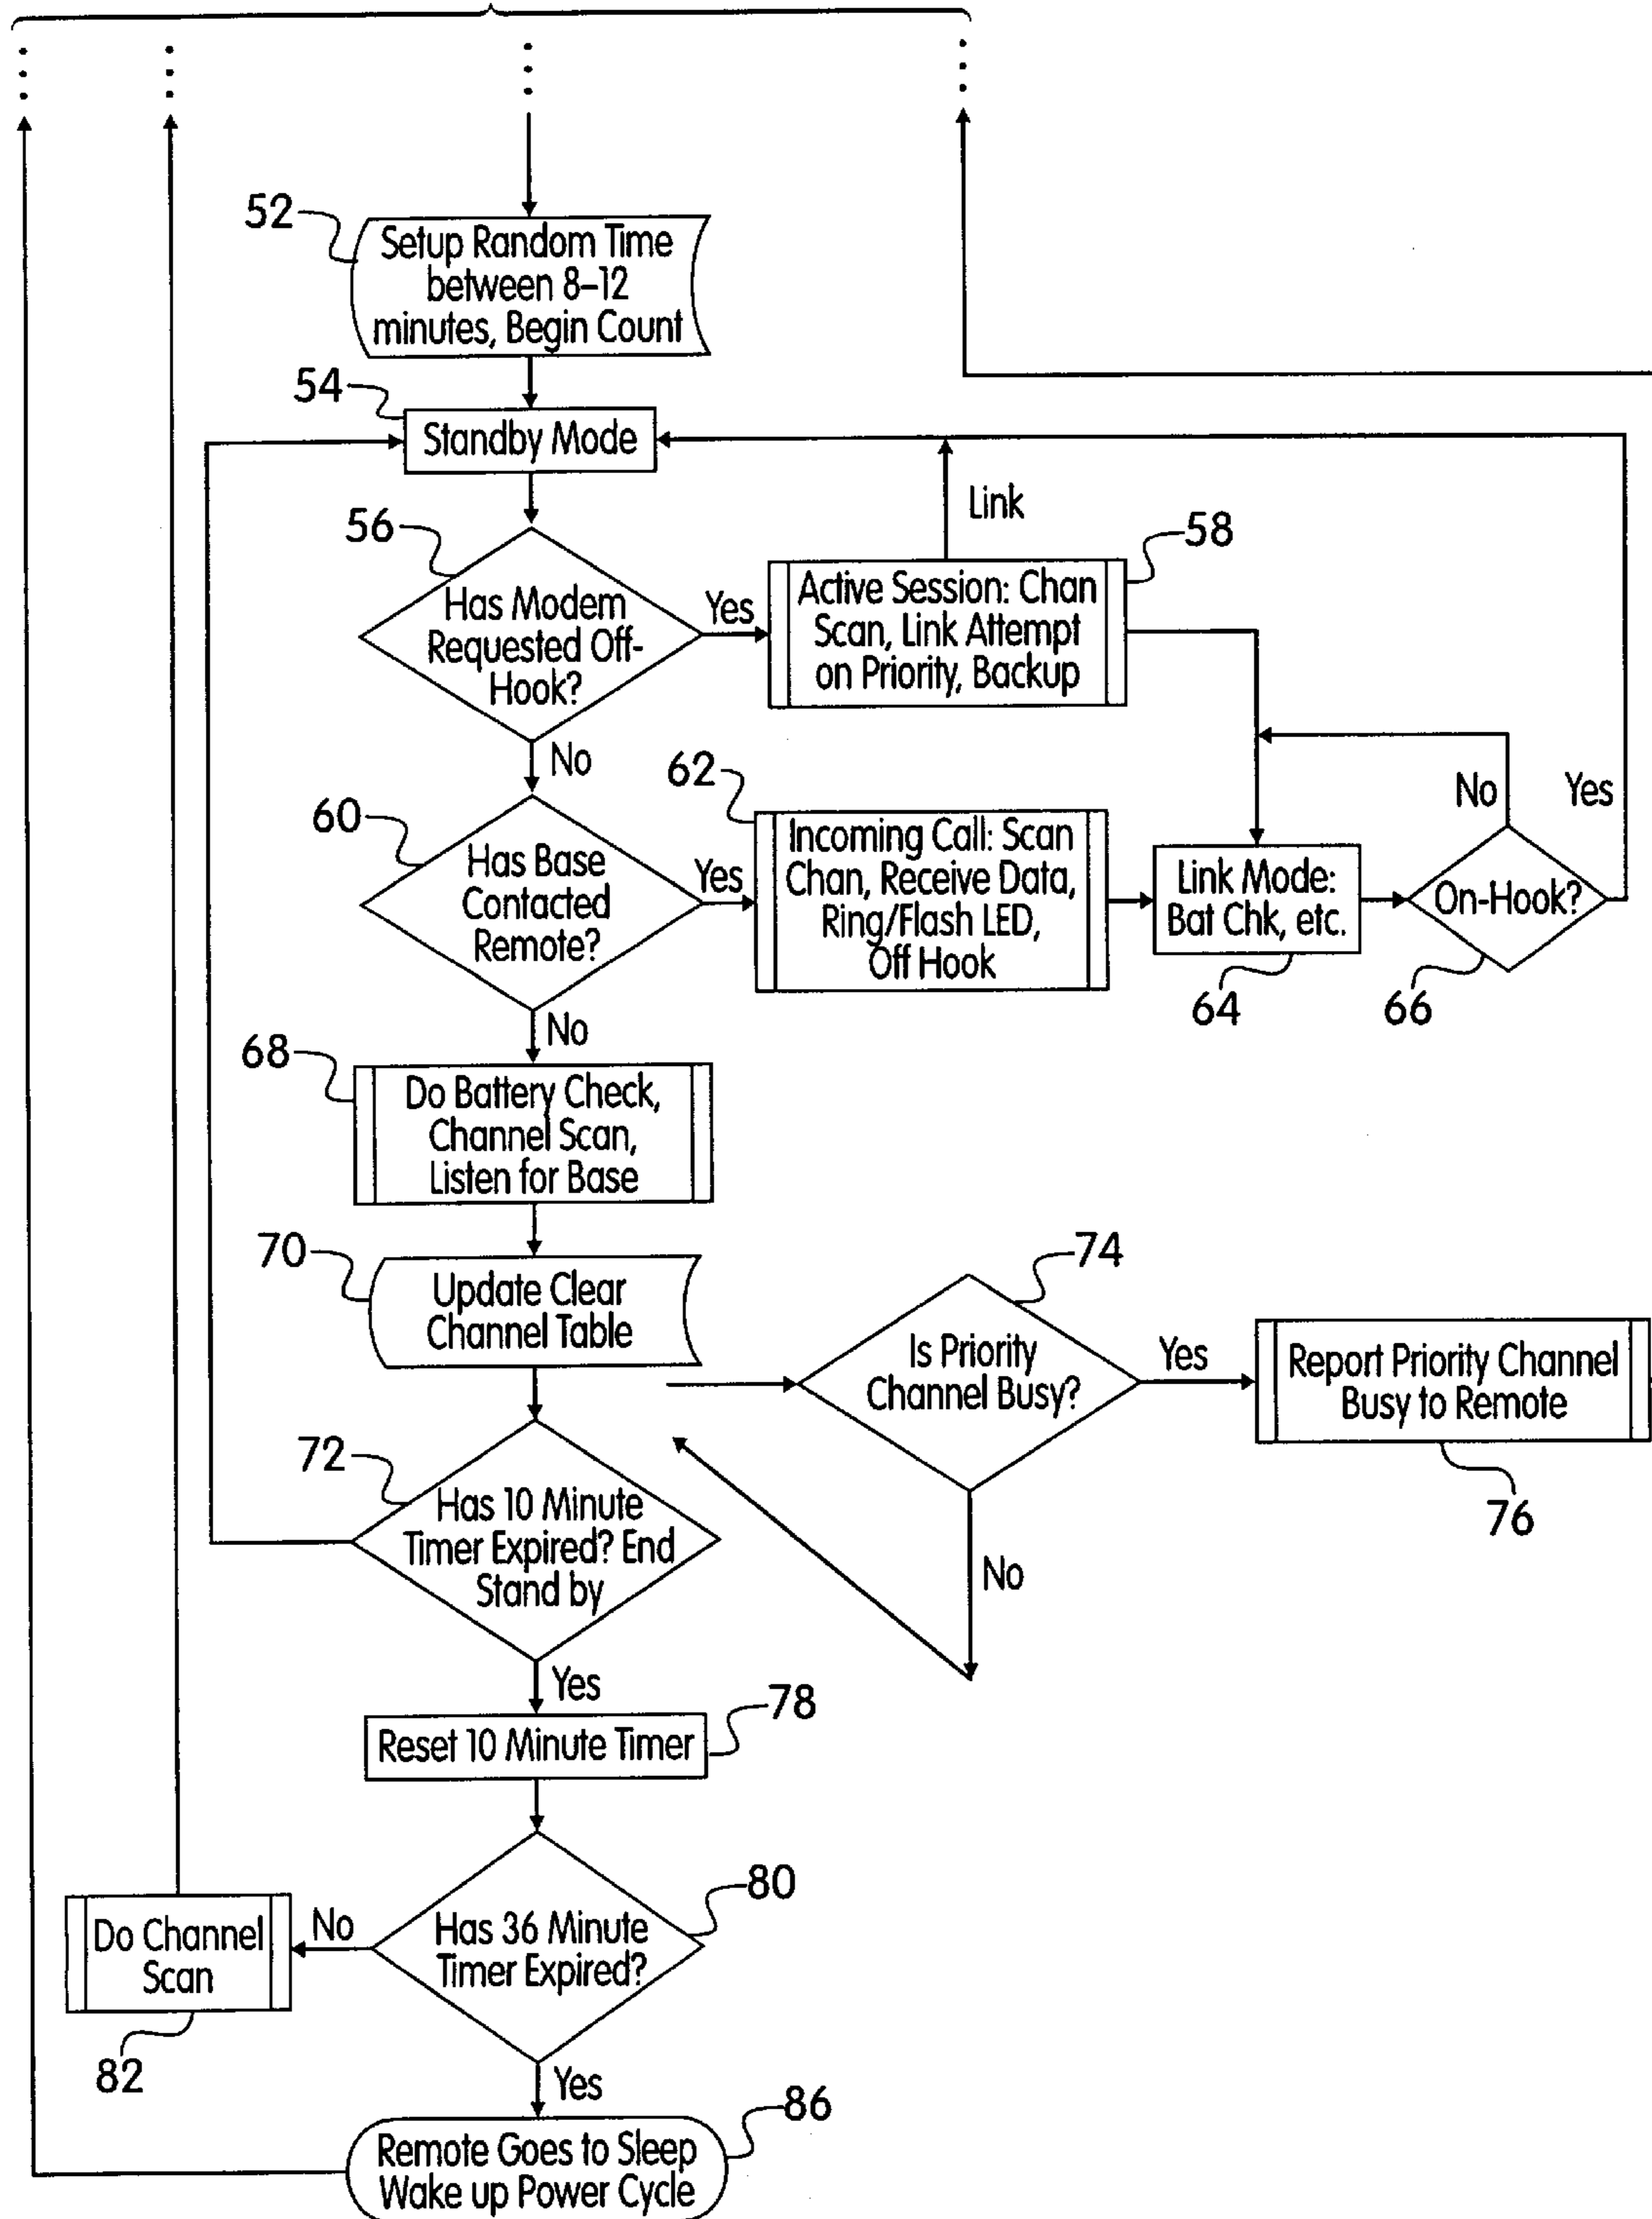 52
Setup Random Time
between 8–12
minutes, Begin Count
54
Standby Mode
Link
56
Has Modem
Requested Off-
Hook?
Yes
58
Active Session: Chan
Scan, Link Attempt
on Priority, Backup
No
60
Has Base
Contacted
Remote?
Yes
62
Incoming Call: Scan
Chan, Receive Data,
Ring/Flash LED,
Off Hook
Link Mode:
Bat Chk, etc.
64
No
Yes
On-Hook?
66
No
68
Do Battery Check,
Channel Scan,
Listen for Base
70
Update Clear
Channel Table
74
Is Priority
Channel Busy?
Yes
Report Priority Channel
Busy to Remote
76
No
72
Has 10 Minute
Timer Expired? End
Stand by
Yes
78
Reset 10 Minute Timer
80
Has 36 Minute
Timer Expired?
No
Do Channel
Scan
82
Yes
86
Remote Goes to Sleep
Wake up Power Cycle